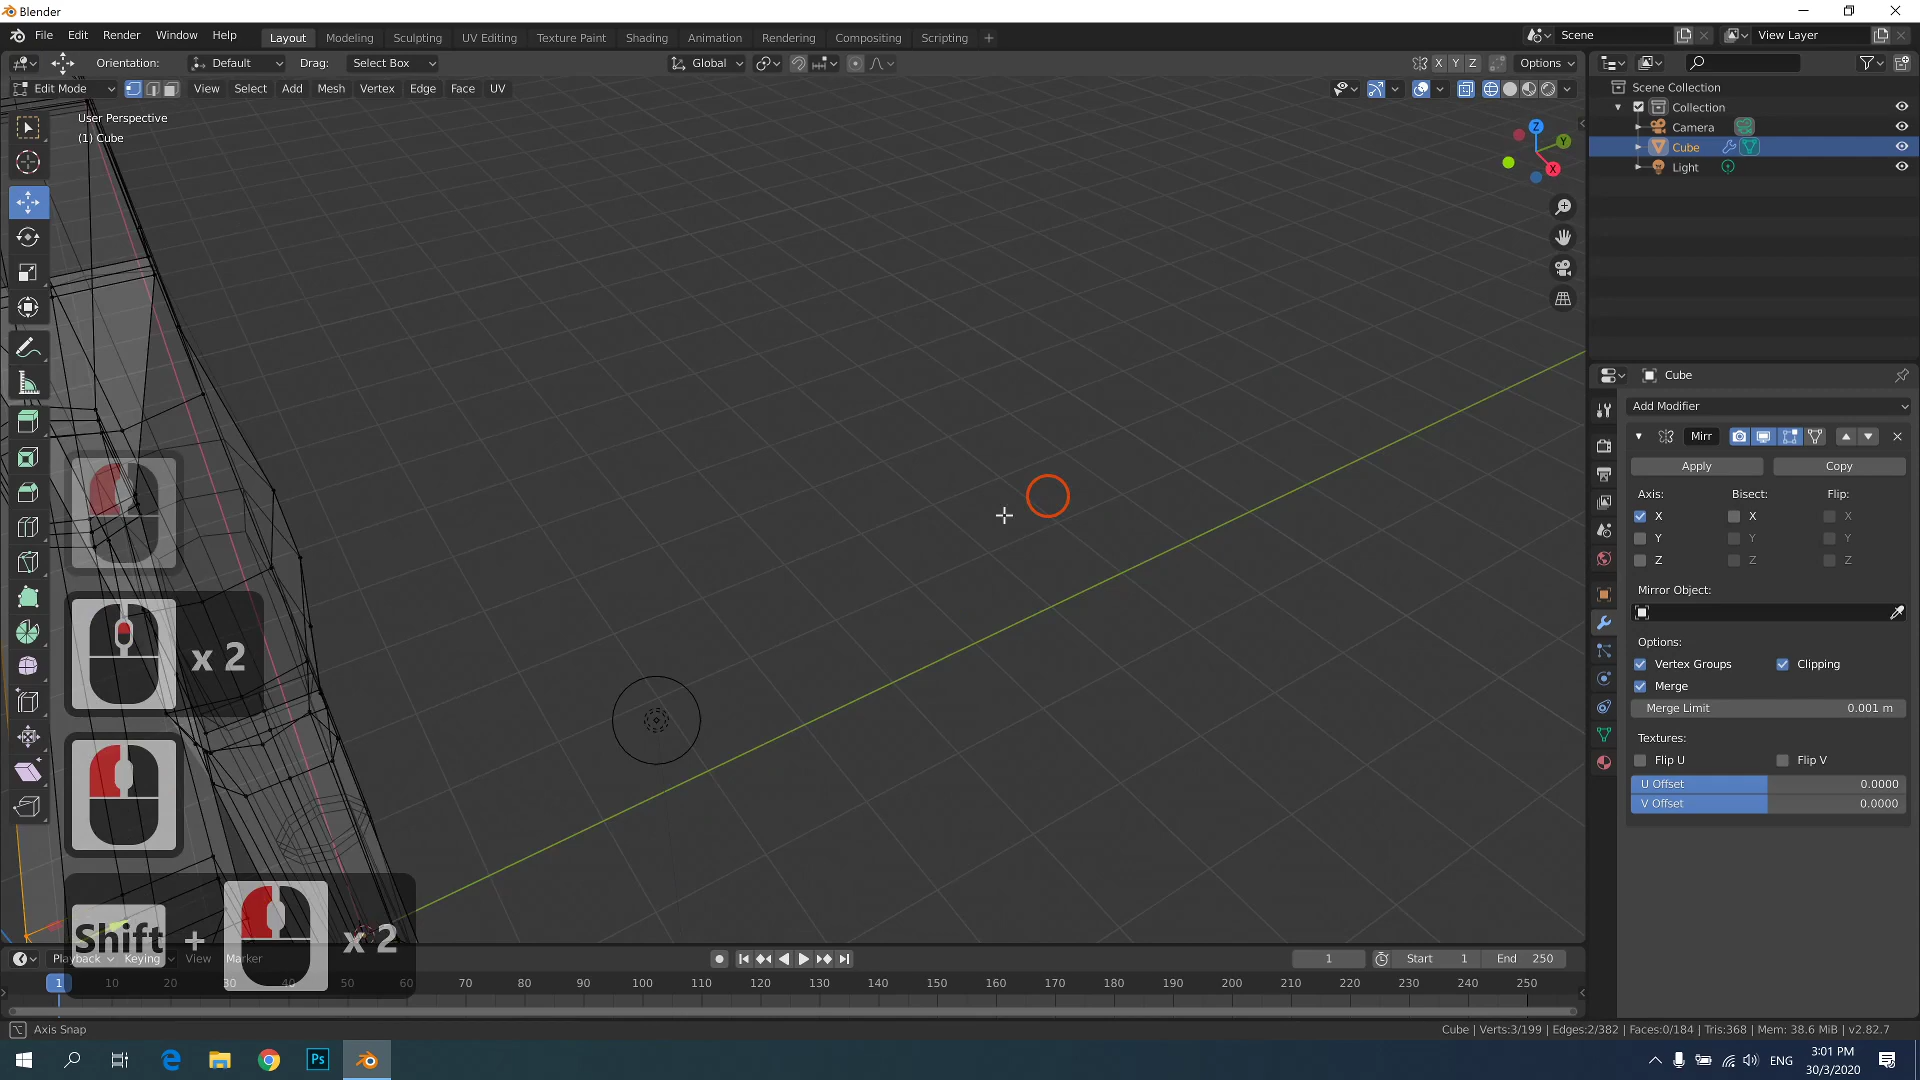 Blender
File Edit Render Window Help Layout Modeling Sculpting UV Editing Texture Paint Shading Animation Rendering Compositing Scripting + Scene View Layer
Orientation: Default Drag: Select Box Global X Y Z Options
Edit Mode View Select Add Mesh Vertex Edge Face UV
User Perspective
(1) Cube
Z
Y
X
Scene Collection
Collection
Camera
Cube
Light
Cube
Add Modifier
Mirr
Apply Copy
Axis: Bisect: Flip:
X X X
Y Y Y
Z Z Z
Mirror Object:
Options:
Vertex Groups Clipping
Merge
Merge Limit 0.001 m
Textures:
Flip U Flip V
U Offset 0.0000
V Offset 0.0000
x 2
Shift + x 2
Playback Keying View Marker 1 Start 1 End 250
1 10 20 30 40 50 60 70 80 90 100 110 120 130 140 150 160 170 180 190 200 210 220 230 240 250
Axis Snap Cube | Verts:3/199 | Edges:2/382 | Faces:0/184 | Tris:368 | Mem: 38.6 MiB | v2.82.7
Ps ENG 3:01 PM
30/3/2020